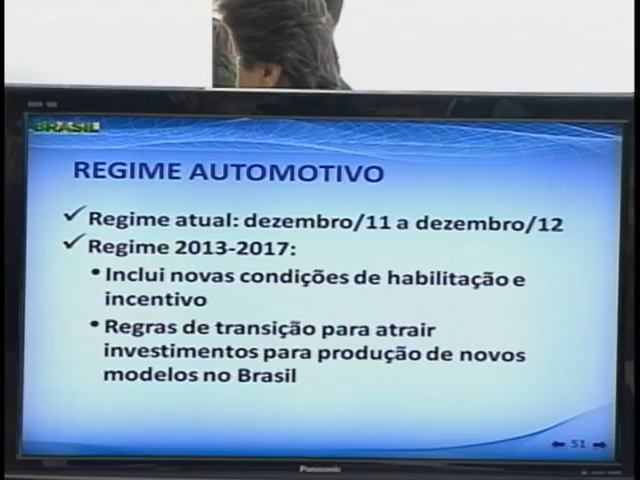 BRASIL
REGIME AUTOMOTIVO
✓ Regime atual: dezembro/11 a dezembro/12
✓ Regime 2013-2017:
• Inclui novas condições de habilitação e
incentivo
• Regras de transição para atrair
investimentos para produção de novos
modelos no Brasil
51
Panasonic